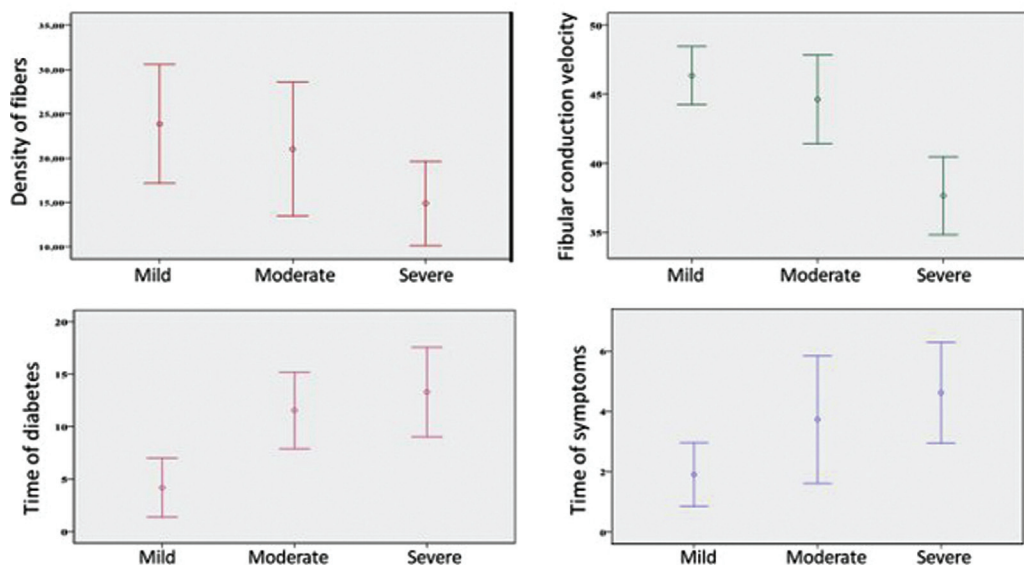 Density of fibers
35,00
30,00
25,00
20,00
15,00
10,00
Mild Moderate Severe
Fibular conduction velocity
50
45
40
35
Mild Moderate Severe
Time of diabetes
20
15
10
5
0
Mild Moderate Severe
Time of symptoms
6
4
2
0
Mild Moderate Severe